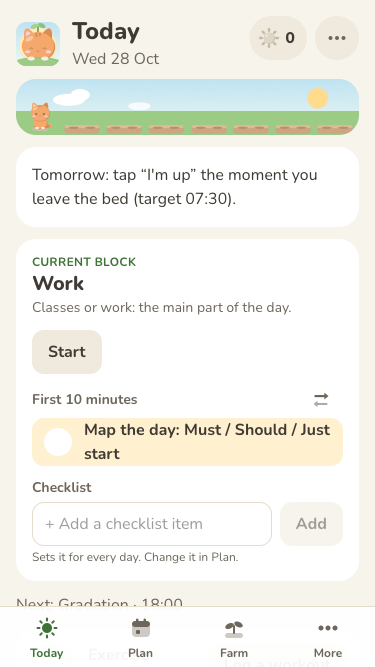 Today
Wed 28 Oct
0
Tomorrow: tap “I'm up” the moment you
leave the bed (target 07:30).
CURRENT BLOCK
Work
Classes or work: the main part of the day.
Start
First 10 minutes
Map the day: Must / Should / Just
start
Checklist
+ Add a checklist item
Add
Sets it for every day. Change it in Plan.
Next: Gradation · 18:00
Today
Plan
Farm
More